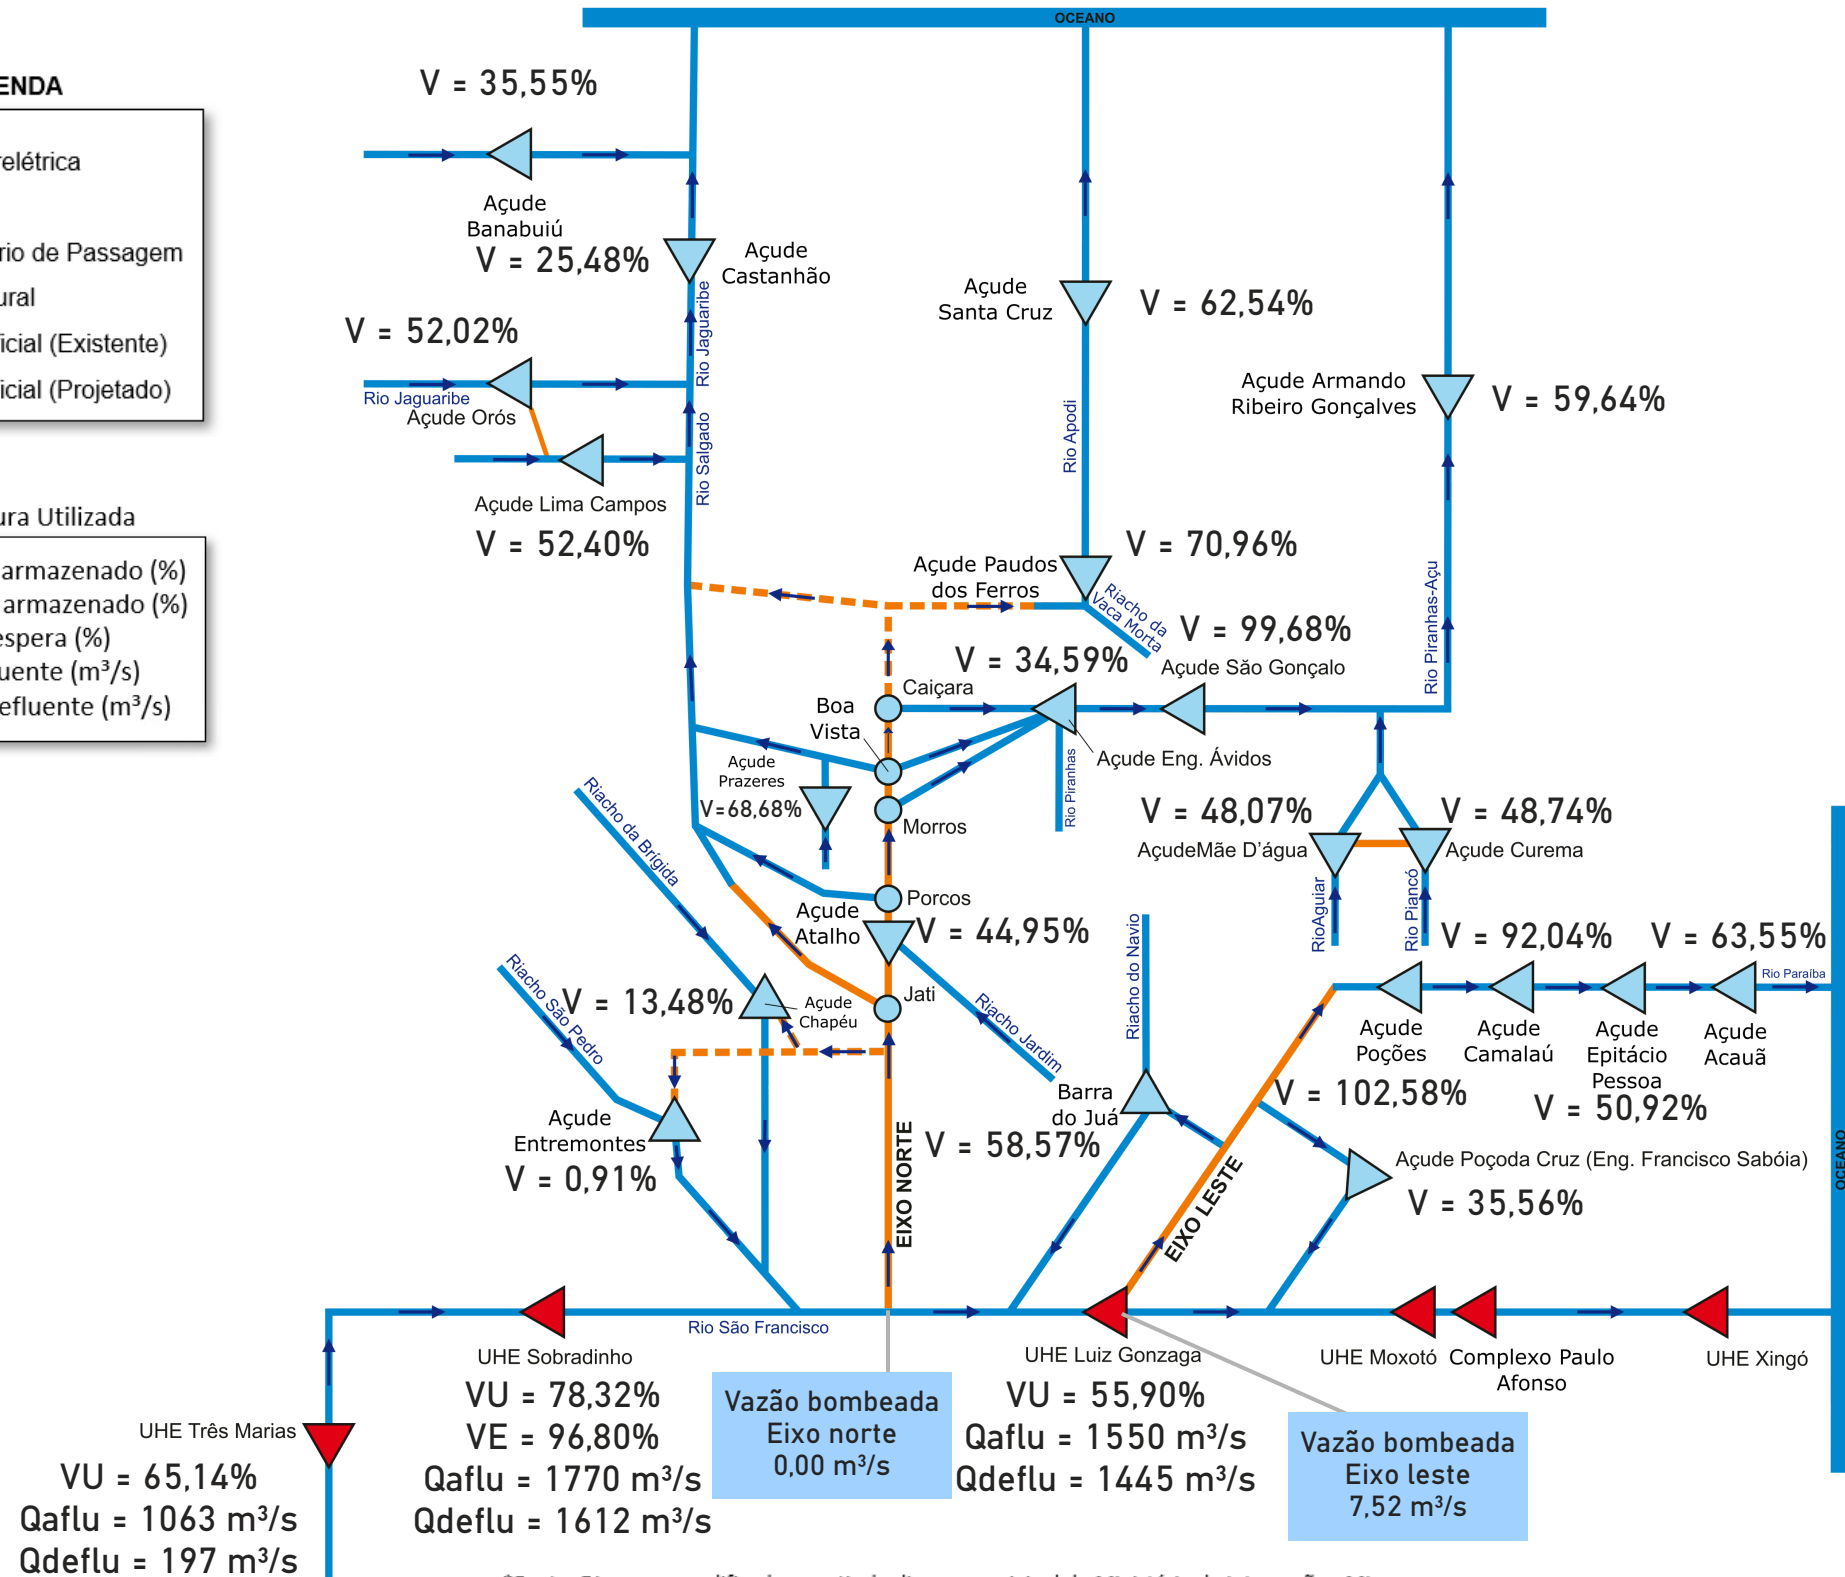 OCEANO
V = 35,55%
Açude
Banabuiú
V = 25,48%
Açude
Castanhão
Rio Jaguaribe
V = 52,02%
Rio Jaguaribe
Açude Orós
Rio Salgado
Açude Lima Campos
V = 52,40%
Açude
Santa Cruz
V = 62,54%
Rio Apodi
Açude Armando
Ribeiro Gonçalves
V = 59,64%
Rio Piranhas-Açu
relétrica
rio de Passagem
ural
icial (Existente)
icial (Projetado)
ura Utilizada
armazenado (%)
armazenado (%)
espera (%)
uente (m³/s)
efluente (m³/s)
Açude Paudos
dos Ferros
V = 70,96%
Riacho da
Vaca Morta
V = 99,68%
Açude São Gonçalo
V = 34,59%
Caiçara
Boa
Vista
Açude Eng. Ávidos
Rio Piranhas
Açude
Prazeres
V=68,68%
Morros
Porcos
Riacho da Brígida
Açude
Atalho
V = 44,95%
Riacho Jardim
Jati
V = 48,07%
AçudeMãe D'água
RioAguiar
V = 48,74%
Açude Curema
Rio Piancó
V = 92,04%
V = 63,55%
Rio Paraíba
Açude
Poções
Açude
Camalaú
Açude
Epitácio
Pessoa
Açude
Acauã
V = 102,58%
V = 50,92%
OCEANO
Riacho São Pedro
V = 13,48%
Açude
Chapéu
Açude
Entremontes
V = 0,91%
EIXO NORTE
Riacho do Navio
Barra
do Juá
V = 58,57%
EIXO LESTE
Açude Poçoda Cruz (Eng. Francisco Sabóia)
V = 35,56%
Rio São Francisco
UHE Três Marias
VU = 65,14%
Qaflu = 1063 m³/s
Qdeflu = 197 m³/s
UHE Sobradinho
VU = 78,32%
VE = 96,80%
Qaflu = 1770 m³/s
Qdeflu = 1612 m³/s
Vazão bombeada
Eixo norte
0,00 m³/s
UHE Luiz Gonzaga
VU = 55,90%
Qaflu = 1550 m³/s
Qdeflu = 1445 m³/s
Vazão bombeada
Eixo leste
7,52 m³/s
UHE Moxotó
Complexo Paulo
Afonso
UHE Xingó